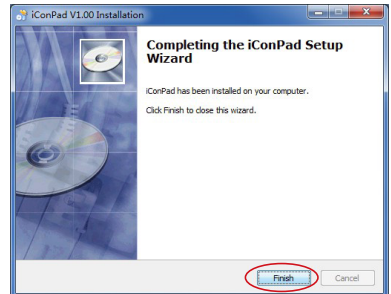 iConPad V1.00 Installation
Completing the iConPad Setup
Wizard
iConPad has been installed on your computer.
Click Finish to close this wizard.
Finish
Cancel